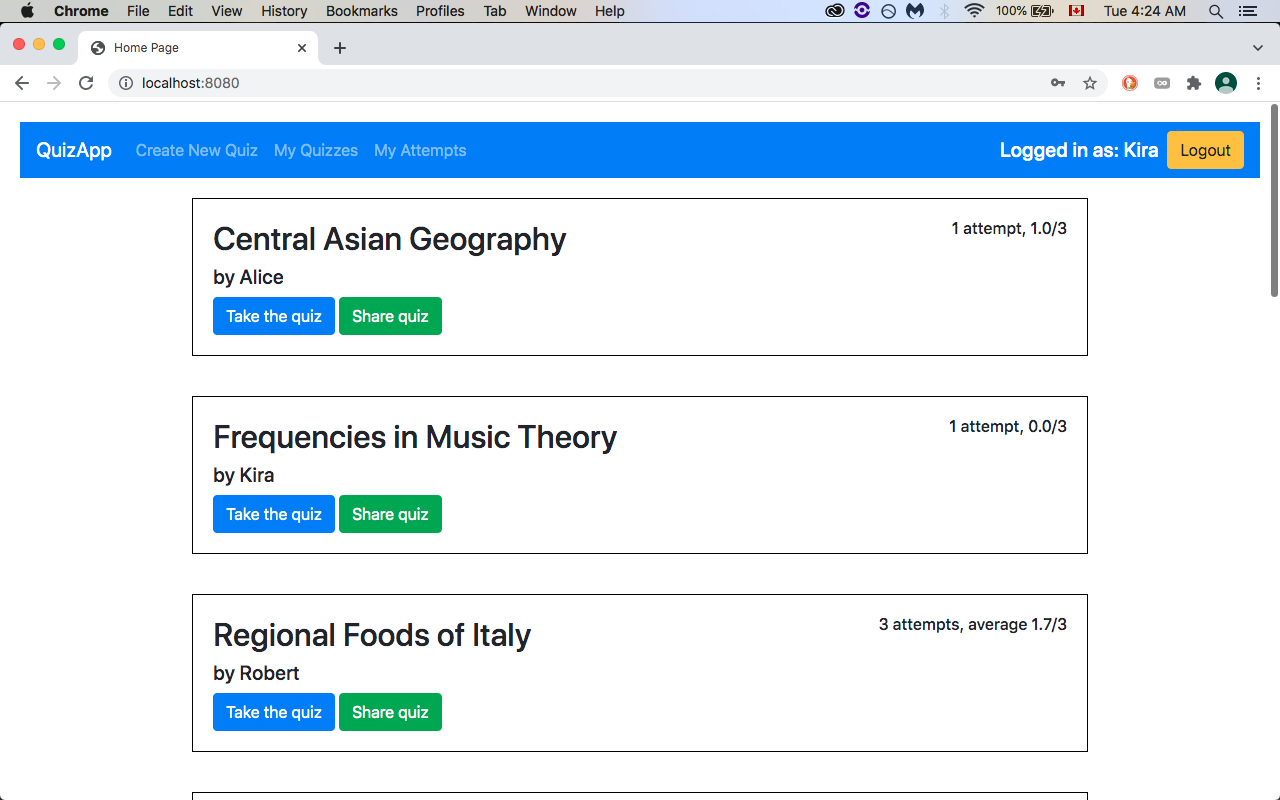 Chrome File Edit View History Bookmarks Profiles Tab Window Help 100% Tue 4:24 AM
Home Page
localhost:8080
QuizApp Create New Quiz My Quizzes My Attempts Logged in as: Kira Logout
Central Asian Geography 1 attempt, 1.0/3
by Alice
Take the quiz Share quiz
Frequencies in Music Theory 1 attempt, 0.0/3
by Kira
Take the quiz Share quiz
Regional Foods of Italy 3 attempts, average 1.7/3
by Robert
Take the quiz Share quiz